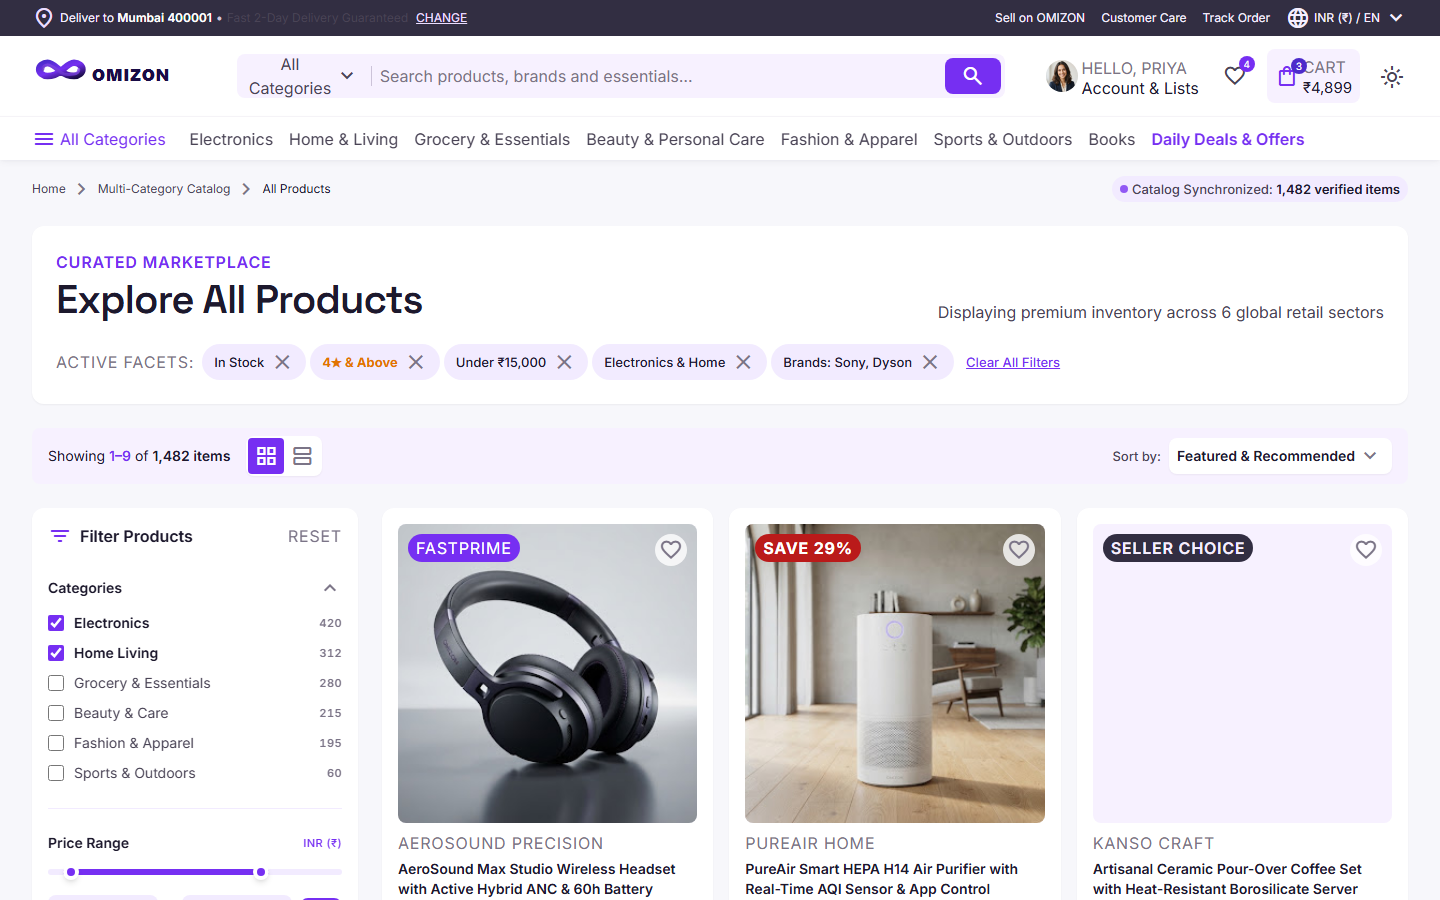 Deliver to Mumbai 400001 • Fast 2-Day Delivery Guaranteed CHANGE
Sell on OMIZON Customer Care Track Order INR (₹) / EN
OMIZON
All Categories
Search products, brands and essentials...
HELLO, PRIYA
Account & Lists
4
3
CART
₹4,899
All Categories Electronics Home & Living Grocery & Essentials Beauty & Personal Care Fashion & Apparel Sports & Outdoors Books Daily Deals & Offers
Home Multi-Category Catalog All Products
Catalog Synchronized: 1,482 verified items
CURATED MARKETPLACE
Explore All Products
Displaying premium inventory across 6 global retail sectors
ACTIVE FACETS: In Stock 4★ & Above Under ₹15,000 Electronics & Home Brands: Sony, Dyson Clear All Filters
Showing 1–9 of 1,482 items
Sort by: Featured & Recommended
Filter Products RESET
Categories
Electronics 420
Home Living 312
Grocery & Essentials 280
Beauty & Care 215
Fashion & Apparel 195
Sports & Outdoors 60
Price Range INR (₹)
FASTPRIME
AEROSOUND PRECISION
AeroSound Max Studio Wireless Headset
with Active Hybrid ANC & 60h Battery
SAVE 29%
PUREAIR HOME
PureAir Smart HEPA H14 Air Purifier with
Real-Time AQI Sensor & App Control
SELLER CHOICE
KANSO CRAFT
Artisanal Ceramic Pour-Over Coffee Set
with Heat-Resistant Borosilicate Server